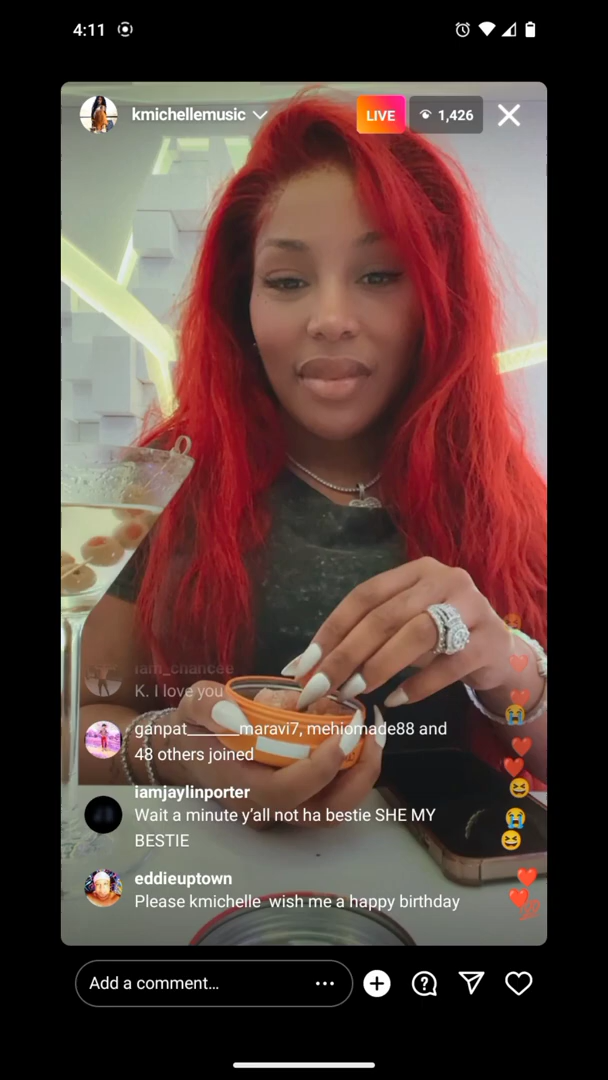 4:11
kmichellemusic
LIVE
1,426
iam_chancee
K. I love you
ganpat______maravi7, mehiomade88 and
48 others joined
iamjaylinporter
Wait a minute y'all not ha bestie SHE MY
BESTIE
eddieuptown
Please kmichelle wish me a happy birthday
Add a comment...